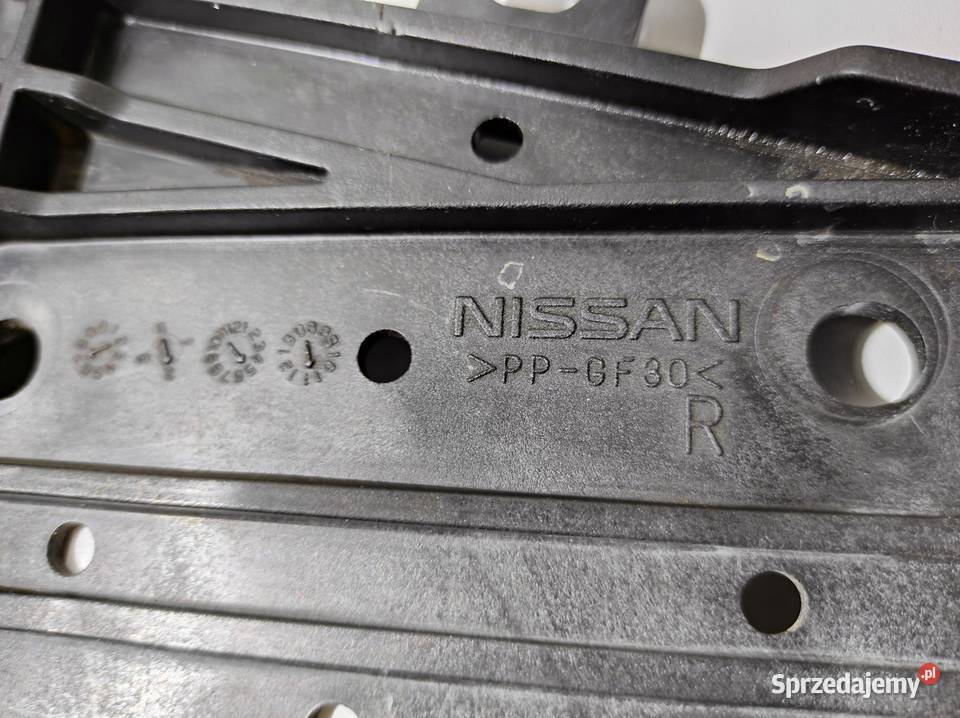 NISSAN
>PP-GF30<
R
Sprzedajemy.pl